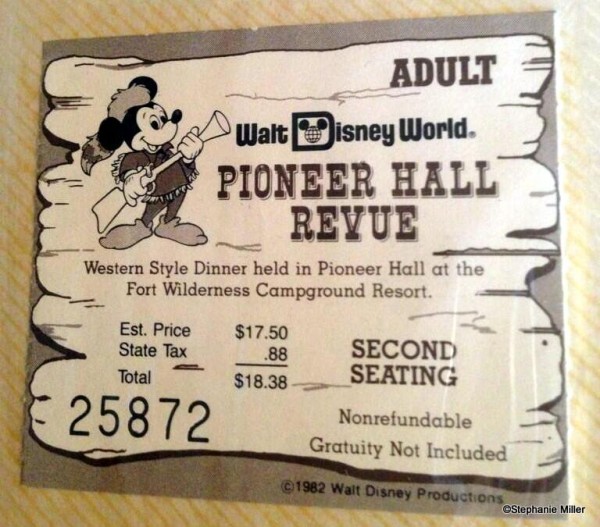 ADULT
Walt Disney World®
PIONEER HALL
REVUE
Western Style Dinner held in Pioneer Hall at the
Fort Wilderness Campground Resort.
Est. Price $17.50
State Tax .88
Total $18.38
SECOND
SEATING
25872
Nonrefundable
Gratuity Not Included
©1982 Walt Disney Productions
©Stephanie Miller